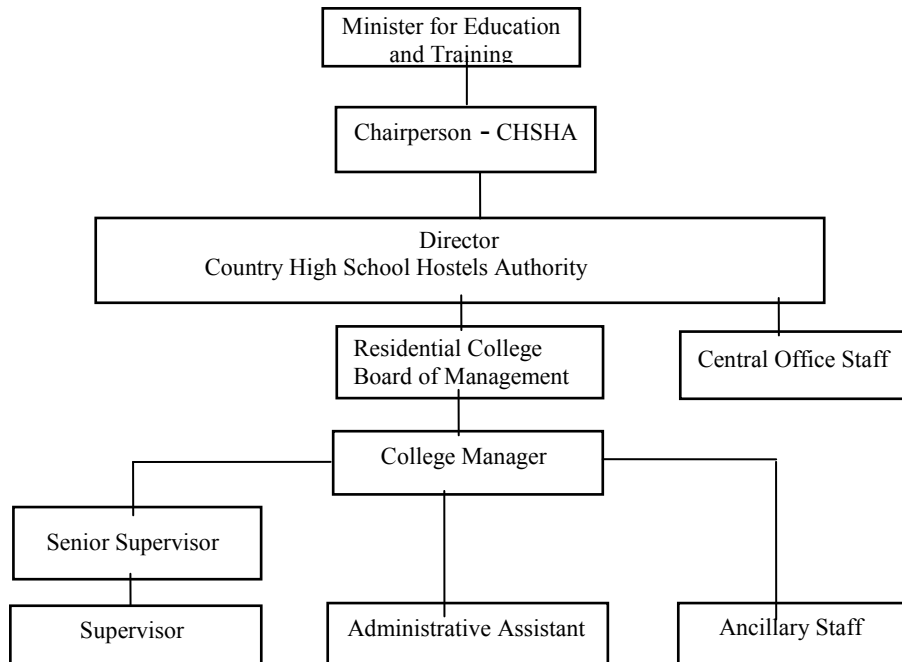 Minister for Education
and Training
Chairperson - CHSHA
Director
Country High School Hostels Authority
Residential College
Board of Management
Central Office Staff
College Manager
Senior Supervisor
Supervisor
Administrative Assistant
Ancillary Staff